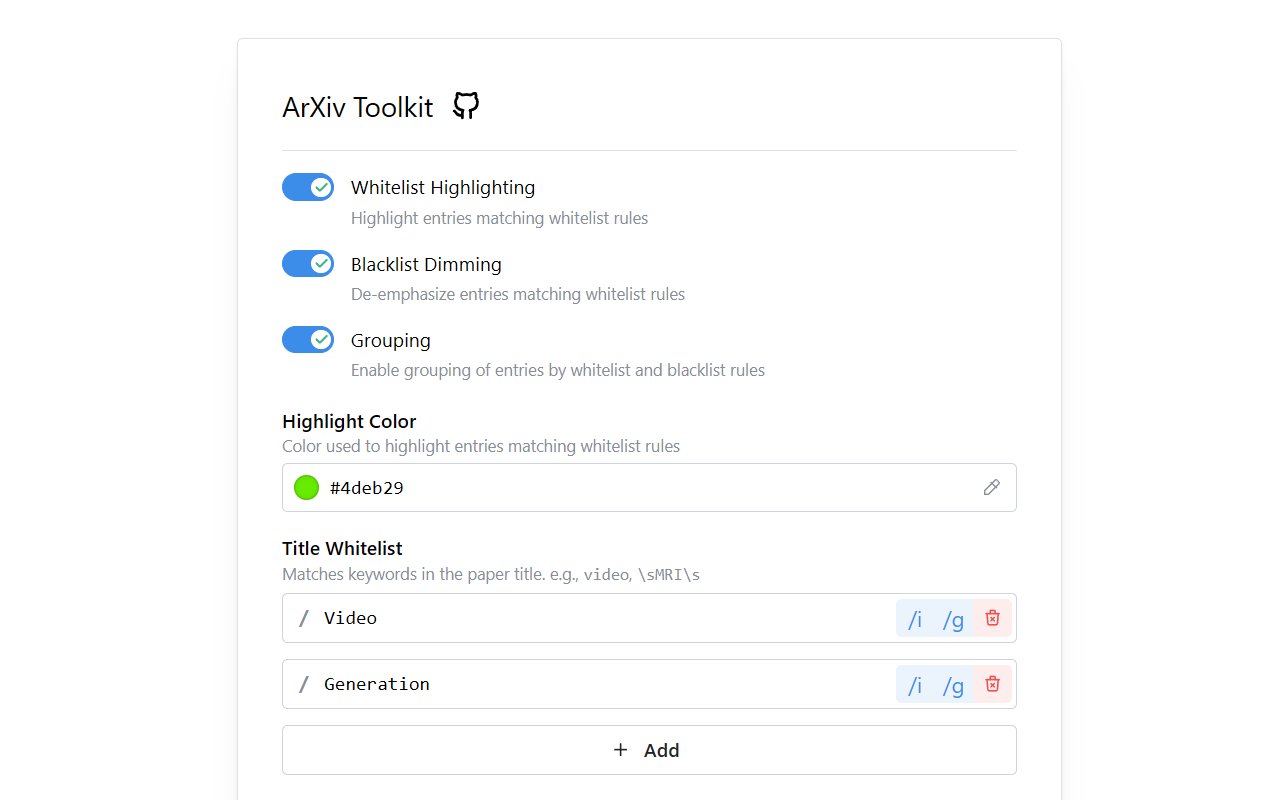 ArXiv Toolkit
Whitelist Highlighting
Highlight entries matching whitelist rules
Blacklist Dimming
De-emphasize entries matching whitelist rules
Grouping
Enable grouping of entries by whitelist and blacklist rules
Highlight Color
Color used to highlight entries matching whitelist rules
#4deb29
Title Whitelist
Matches keywords in the paper title. e.g., video, \sMRI\s
/ Video /i /g
/ Generation /i /g
+ Add